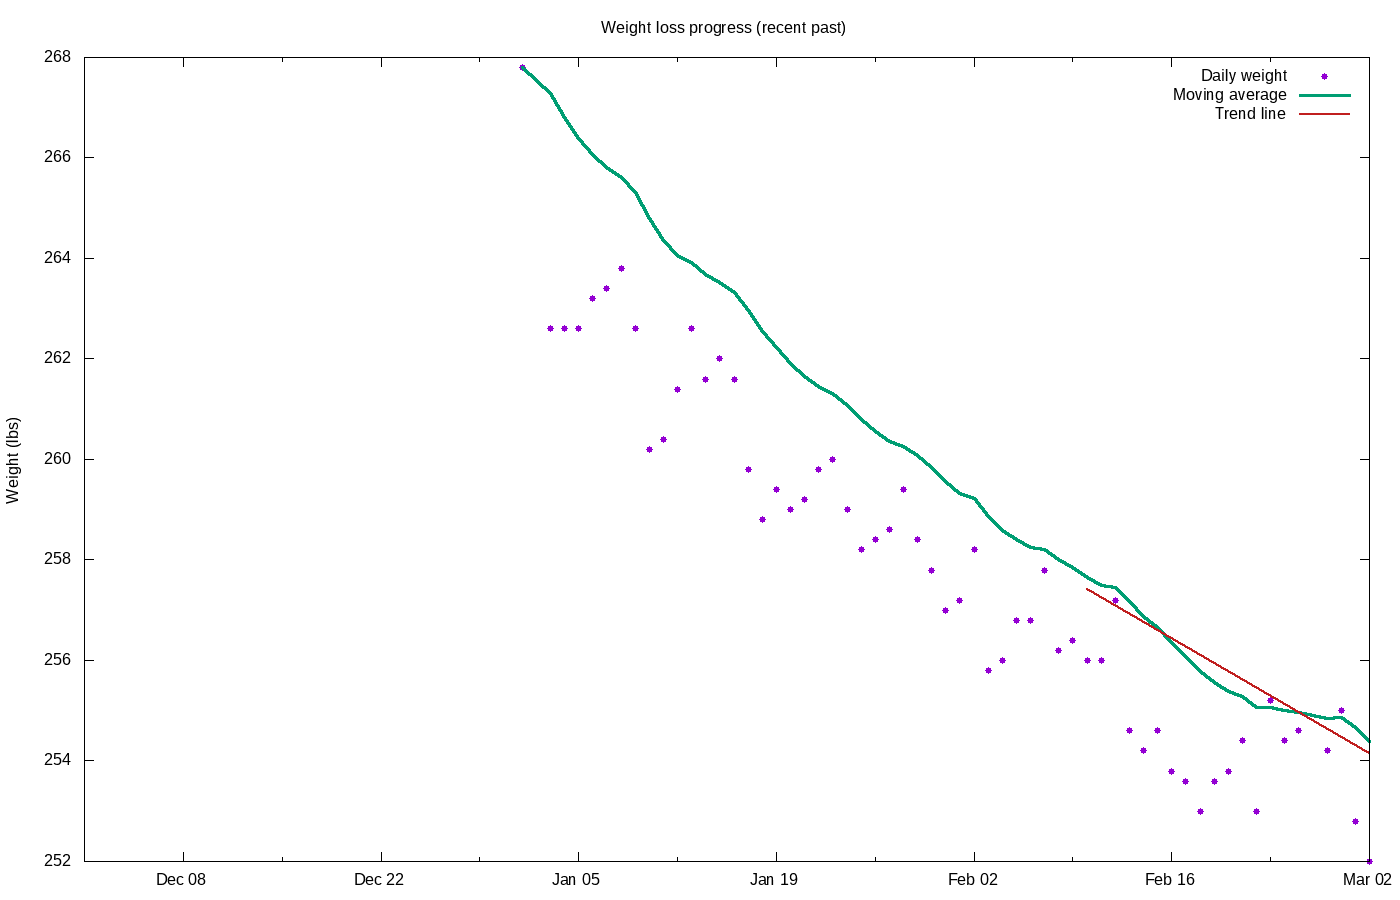 Weight loss progress (recent past)
268
266
264
262
260
258
256
254
252
Weight (lbs)
Daily weight
Moving average
Trend line
Dec 08
Dec 22
Jan 05
Jan 19
Feb 02
Feb 16
Mar 02